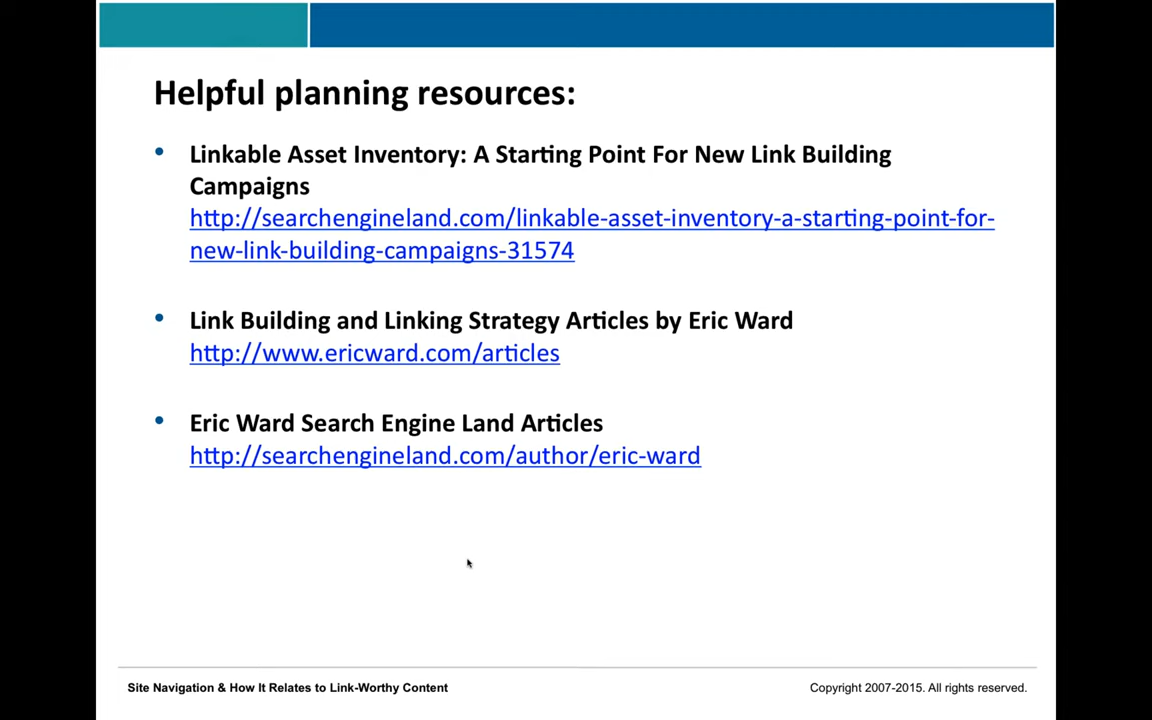 Helpful planning resources:
• Linkable Asset Inventory: A Starting Point For New Link Building
Campaigns
http://searchengineland.com/linkable-asset-inventory-a-starting-point-for-
new-link-building-campaigns-31574
• Link Building and Linking Strategy Articles by Eric Ward
http://www.ericward.com/articles
• Eric Ward Search Engine Land Articles
http://searchengineland.com/author/eric-ward
Site Navigation & How It Relates to Link-Worthy Content
Copyright 2007-2015. All rights reserved.